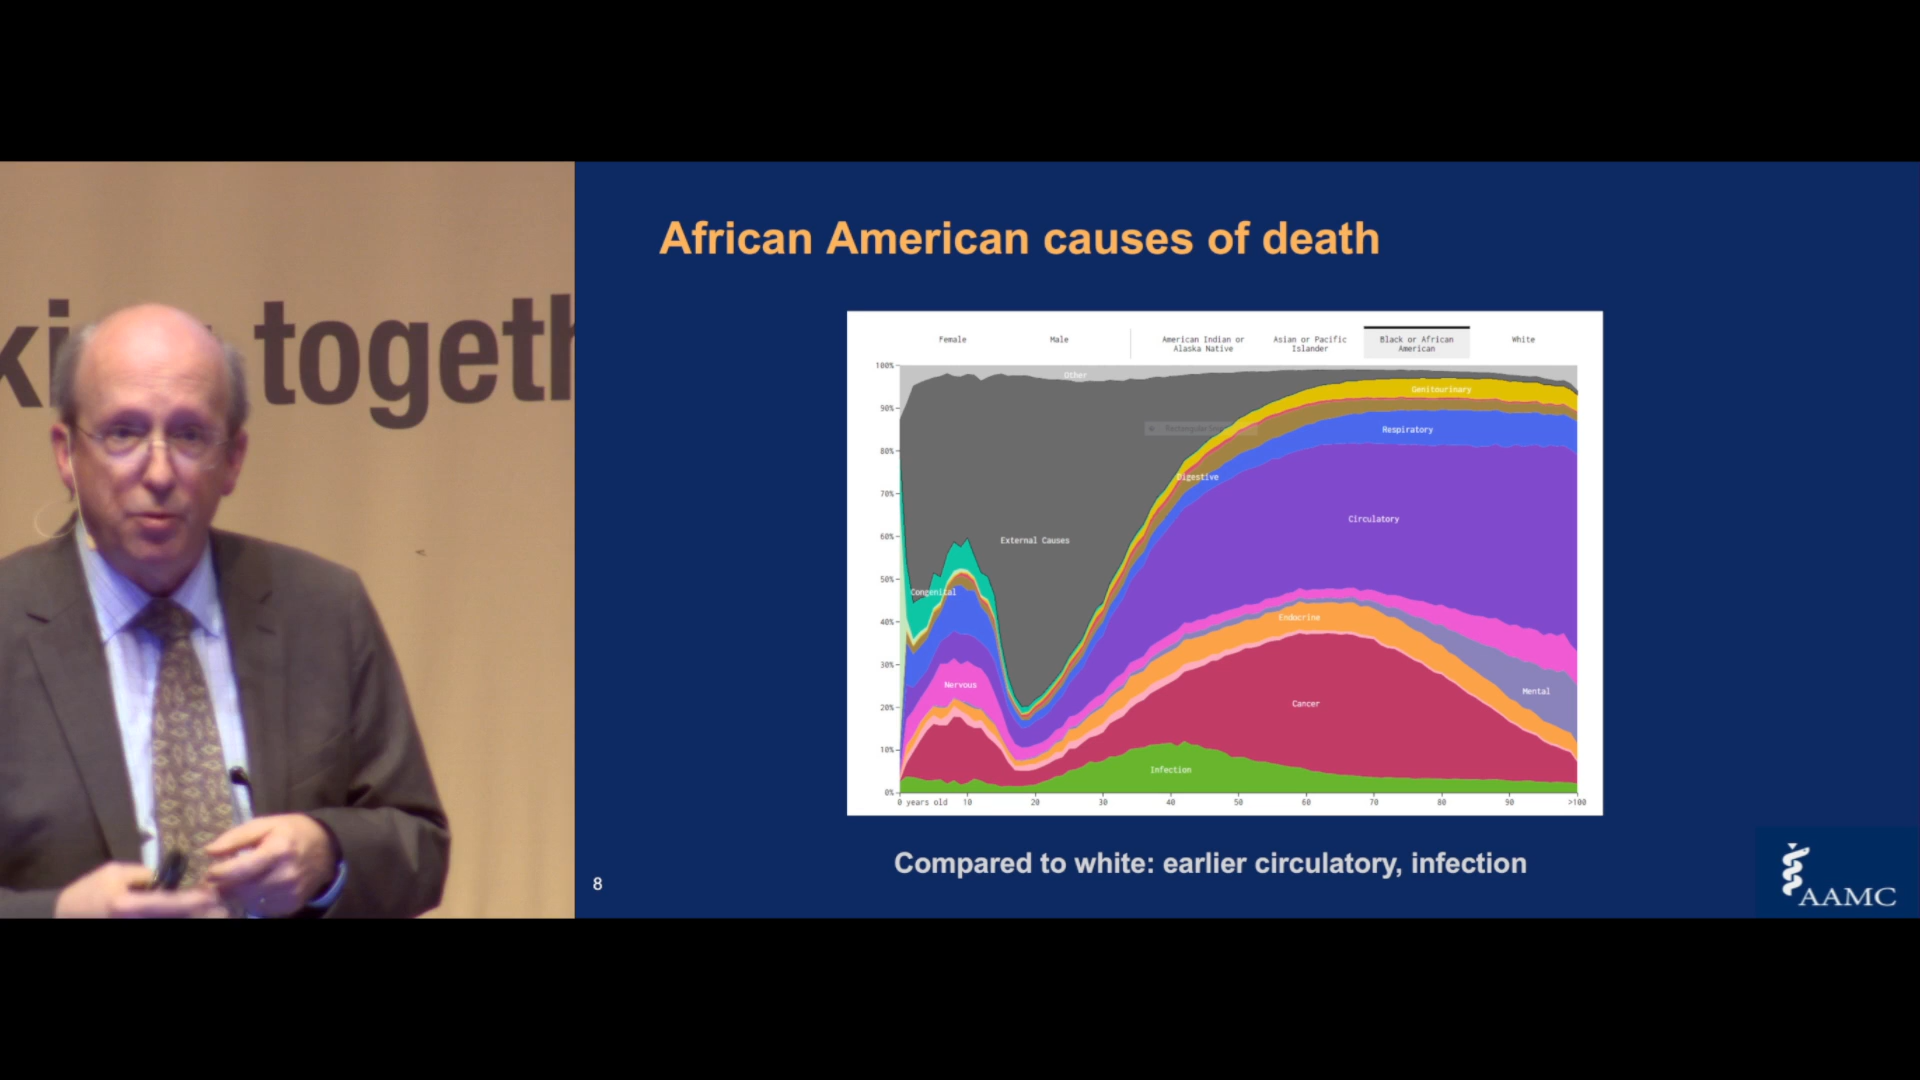 ki
togeth
African American causes of death
Female
Male
American Indian or
Alaska Native
Asian or Pacific
Islander
Black or African
American
White
100%
90%
80%
70%
60%
50%
40%
30%
20%
10%
0%
Other
Genitourinary
Respiratory
Digestive
Circulatory
External Causes
Congenital
Endocrine
Nervous
Mental
Cancer
Infection
0 years old
10
20
30
40
50
60
70
80
90
>100
Compared to white: earlier circulatory, infection
8
AAMC